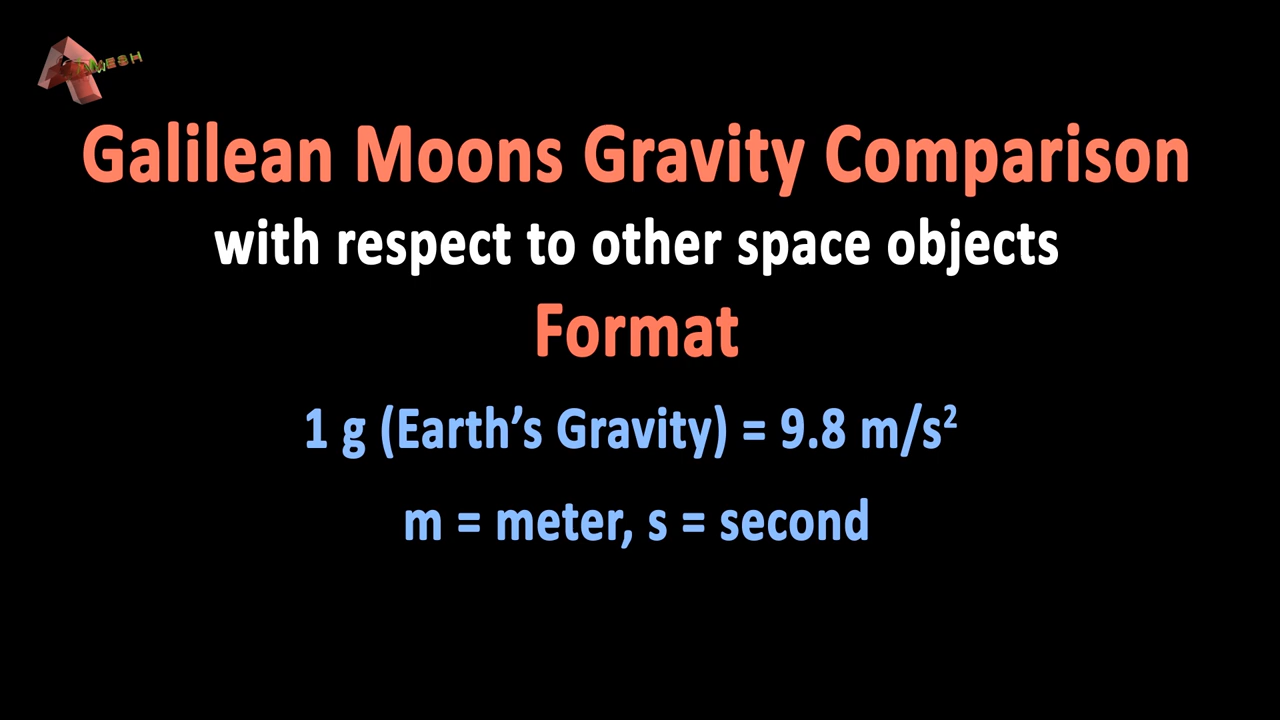 Galilean Moons Gravity Comparison
with respect to other space objects
Format
1 g (Earth’s Gravity) = 9.8 m/s²
m = meter, s = second